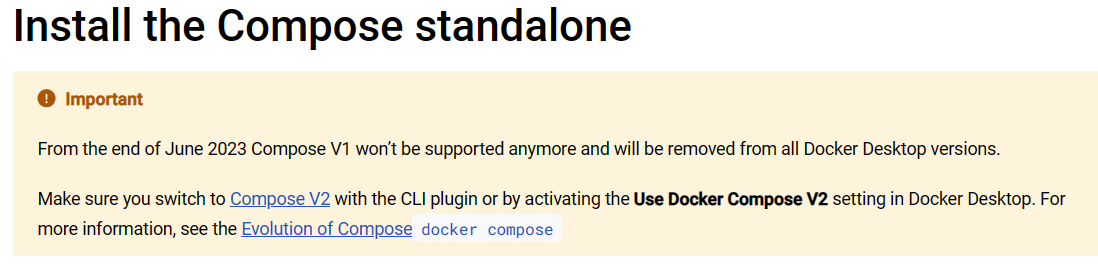 Install the Compose standalone
Important
From the end of June 2023 Compose V1 won’t be supported anymore and will be removed from all Docker Desktop versions.
Make sure you switch to Compose V2 with the CLI plugin or by activating the Use Docker Compose V2 setting in Docker Desktop. For
more information, see the Evolution of Compose docker compose